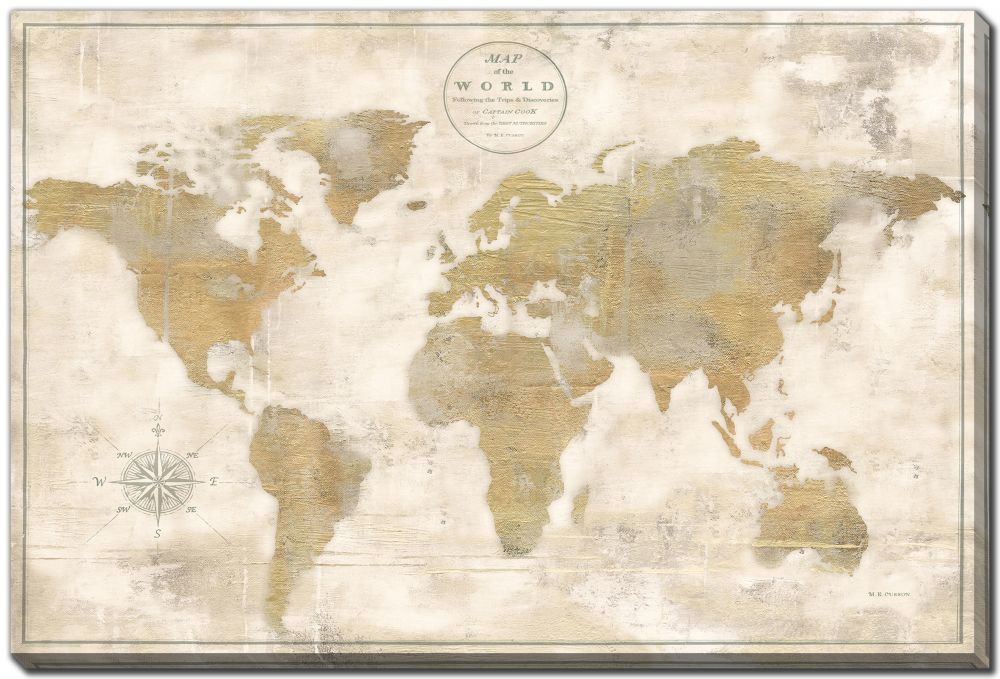 MAP
of the
WORLD
Following the Trips & Discoveries
OF CAPTAIN COOK
Drawn from the BEST AUTHORITIES
By M. E. CURSON
N
NW NE
W E
SW SE
S
M. E. CURSON